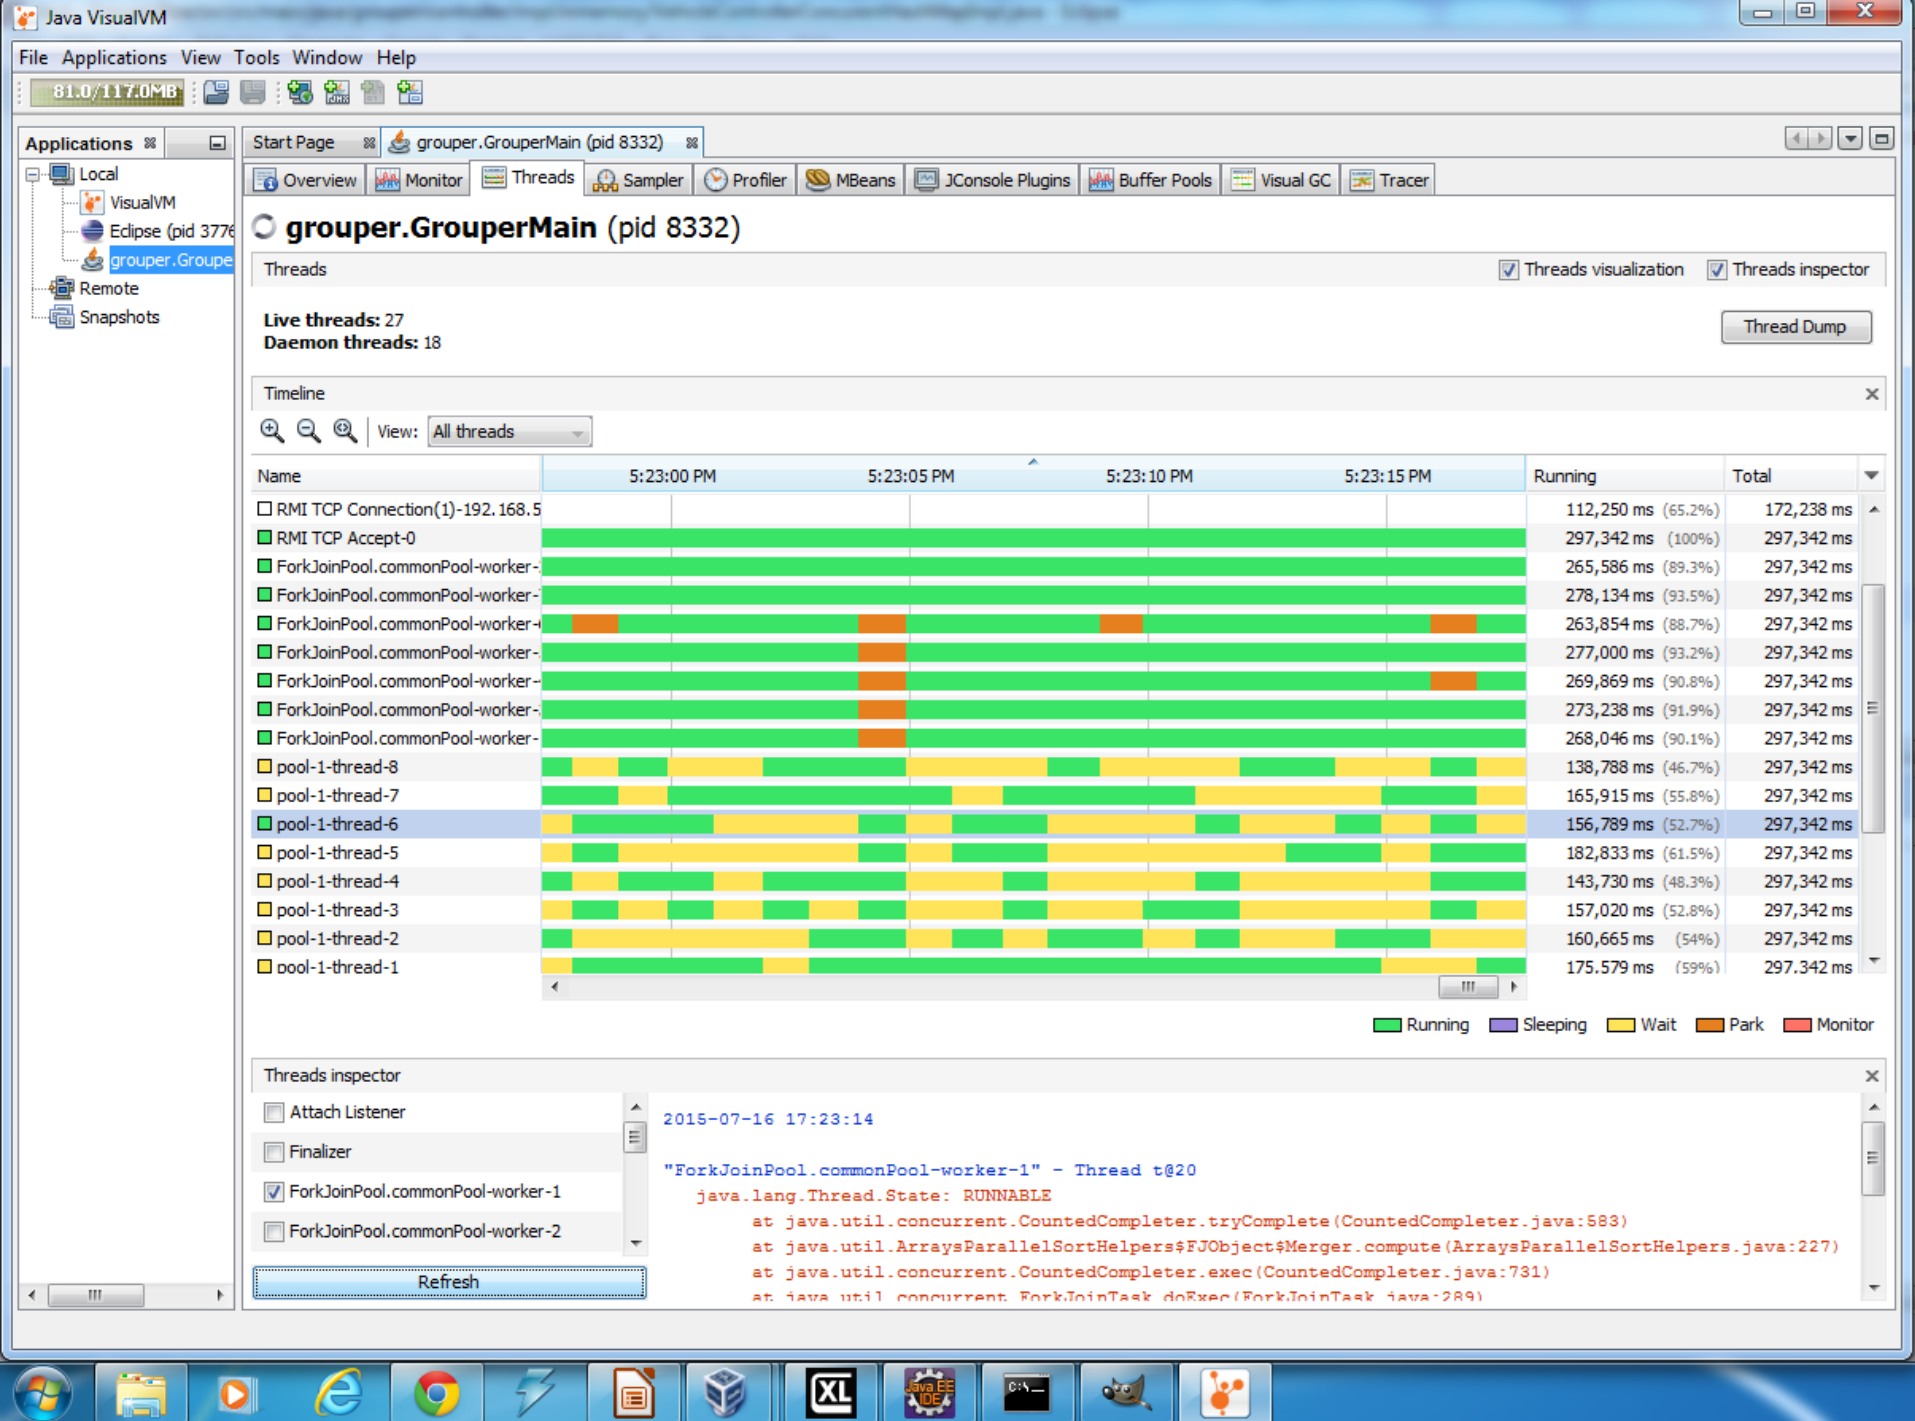 Java VisualVM
File Applications View Tools Window Help
81.0/117.0MB
Applications
Local
VisualVM
Eclipse (pid 3776
grouper.Groupe
Remote
Snapshots
Start Page grouper.GrouperMain (pid 8332)
Overview Monitor Threads Sampler Profiler MBeans JConsole Plugins Buffer Pools Visual GC Tracer
grouper.GrouperMain (pid 8332)
Threads Threads visualization Threads inspector
Live threads: 27
Daemon threads: 18
Thread Dump
Timeline
View: All threads
Name 5:23:00 PM 5:23:05 PM 5:23:10 PM 5:23:15 PM Running Total
RMI TCP Connection(1)-192.168.5 112,250 ms (65.2%) 172,238 ms
RMI TCP Accept-0 297,342 ms (100%) 297,342 ms
ForkJoinPool.commonPool-worker- 265,586 ms (89.3%) 297,342 ms
ForkJoinPool.commonPool-worker- 278,134 ms (93.5%) 297,342 ms
ForkJoinPool.commonPool-worker- 263,854 ms (88.7%) 297,342 ms
ForkJoinPool.commonPool-worker- 277,000 ms (93.2%) 297,342 ms
ForkJoinPool.commonPool-worker- 269,869 ms (90.8%) 297,342 ms
ForkJoinPool.commonPool-worker- 273,238 ms (91.9%) 297,342 ms
ForkJoinPool.commonPool-worker- 268,046 ms (90.1%) 297,342 ms
pool-1-thread-8 138,788 ms (46.7%) 297,342 ms
pool-1-thread-7 165,915 ms (55.8%) 297,342 ms
pool-1-thread-6 156,789 ms (52.7%) 297,342 ms
pool-1-thread-5 182,833 ms (61.5%) 297,342 ms
pool-1-thread-4 143,730 ms (48.3%) 297,342 ms
pool-1-thread-3 157,020 ms (52.8%) 297,342 ms
pool-1-thread-2 160,665 ms (54%) 297,342 ms
pool-1-thread-1 175,579 ms (59%) 297,342 ms
Running Sleeping Wait Park Monitor
Threads inspector
Attach Listener
Finalizer
ForkJoinPool.commonPool-worker-1
ForkJoinPool.commonPool-worker-2
Refresh
2015-07-16 17:23:14
"ForkJoinPool.commonPool-worker-1" - Thread t@20
java.lang.Thread.State: RUNNABLE
at java.util.concurrent.CountedCompleter.tryComplete(CountedCompleter.java:583)
at java.util.ArraysParallelSortHelpers$FJObject$Merger.compute(ArraysParallelSortHelpers.java:227)
at java.util.concurrent.CountedCompleter.exec(CountedCompleter.java:731)
at java.util.concurrent.ForkJoinTask.doExec(ForkJoinTask.java:289)
XL
Java EE
IDE
C:\